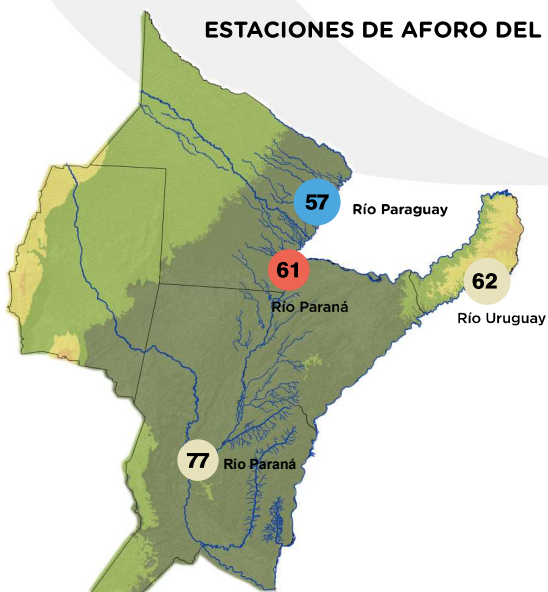 ESTACIONES DE AFORO DEL
57
Río Paraguay
61
62
Río Paraná
Río Uruguay
77
Río Paraná